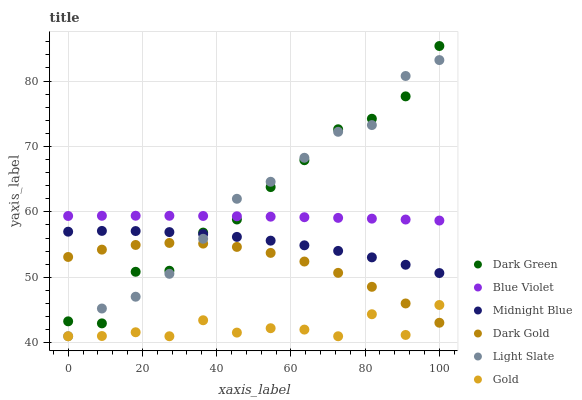 title
yaxis_label
80
70
60
50
40
0 20 40 60 80 100
xaxis_label
Dark Green
Blue Violet
Midnight Blue
Dark Gold
Light Slate
Gold